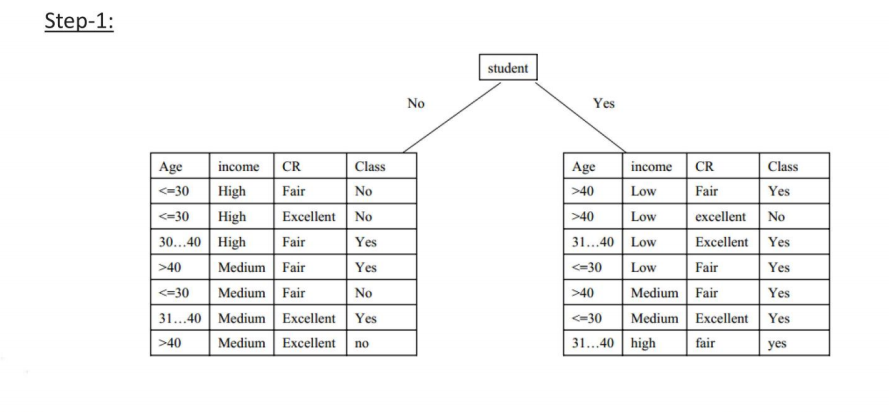 Step-1:
student
No
Yes
Age income CR Class
<=30 High Fair No
<=30 High Excellent No
30...40 High Fair Yes
>40 Medium Fair Yes
<=30 Medium Fair No
31...40 Medium Excellent Yes
>40 Medium Excellent no
Age income CR Class
>40 Low Fair Yes
>40 Low excellent No
31...40 Low Excellent Yes
<=30 Low Fair Yes
>40 Medium Fair Yes
<=30 Medium Excellent Yes
31...40 high fair yes